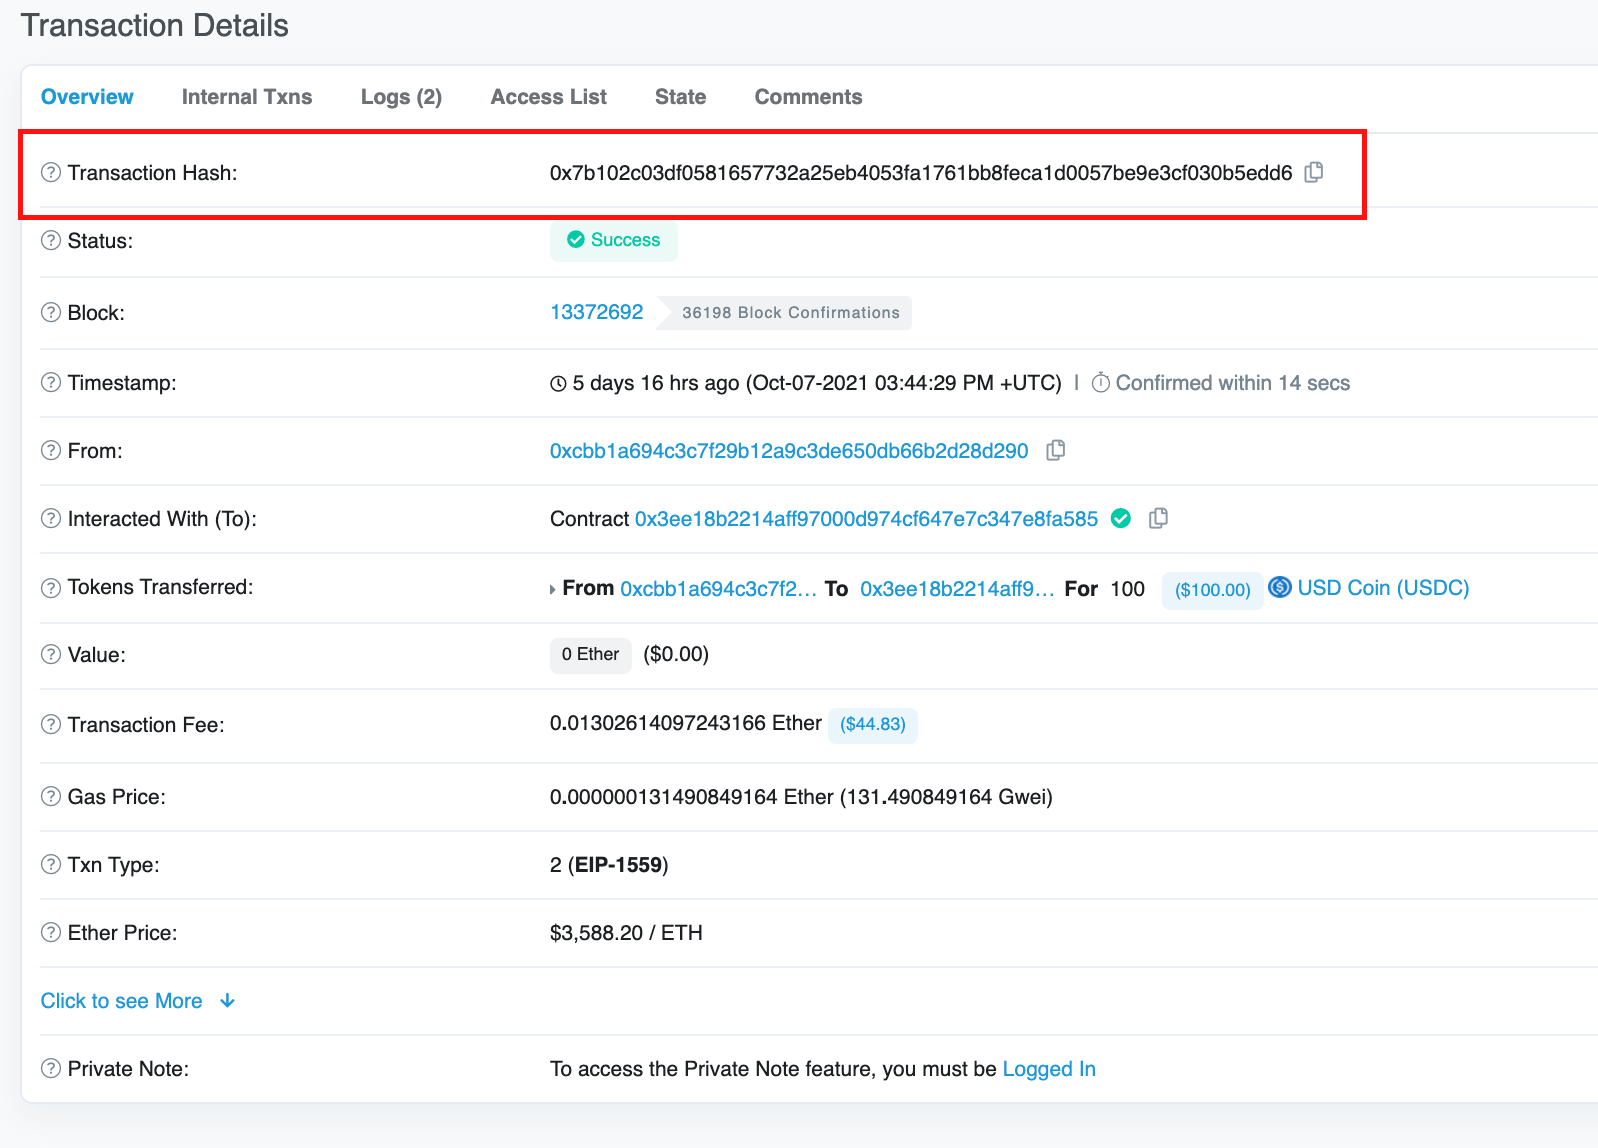 Transaction Details
Overview Internal Txns Logs (2) Access List State Comments
Transaction Hash: 0x7b102c03df0581657732a25eb4053fa1761bb8feca1d0057be9e3cf030b5edd6
Status: Success
Block: 13372692 36198 Block Confirmations
Timestamp: 5 days 16 hrs ago (Oct-07-2021 03:44:29 PM +UTC) | Confirmed within 14 secs
From: 0xcbb1a694c3c7f29b12a9c3de650db66b2d28d290
Interacted With (To): Contract 0x3ee18b2214aff97000d974cf647e7c347e8fa585
Tokens Transferred: From 0xcbb1a694c3c7f2... To 0x3ee18b2214aff9... For 100 ($100.00) USD Coin (USDC)
Value: 0 Ether ($0.00)
Transaction Fee: 0.01302614097243166 Ether ($44.83)
Gas Price: 0.000000131490849164 Ether (131.490849164 Gwei)
Txn Type: 2 (EIP-1559)
Ether Price: $3,588.20 / ETH
Click to see More
Private Note: To access the Private Note feature, you must be Logged In